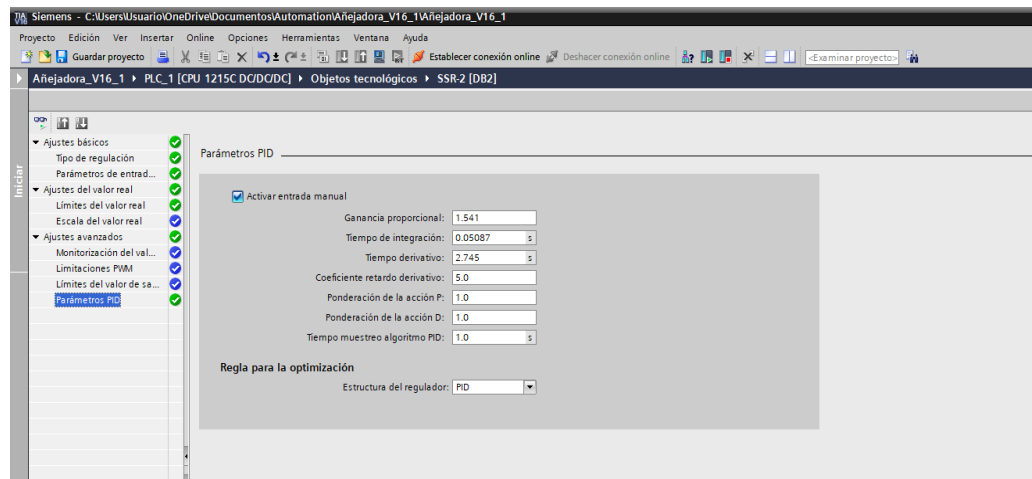 Siemens - C:\Users\Usuario\OneDrive\Documentos\Automation\Añejadora_V16_1\Añejadora_V16_1
Proyecto Edición Ver Insertar Online Opciones Herramientas Ventana Ayuda
Guardar proyecto Establecer conexión online Deshacer conexión online <Examinar proyecto>
Añejadora_V16_1 PLC_1 [CPU 1215C DC/DC/DC] Objetos tecnológicos SSR-2 [DB2]
Iniciar
Ajustes básicos
Tipo de regulación
Parámetros de entrad...
Ajustes del valor real
Límites del valor real
Escala del valor real
Ajustes avanzados
Monitorización del val...
Limitaciones PWM
Límites del valor de sa...
Parámetros PID
Parámetros PID
Activar entrada manual
Ganancia proporcional: 1.541
Tiempo de integración: 0.05087 s
Tiempo derivativo: 2.745 s
Coeficiente retardo derivativo: 5.0
Ponderación de la acción P: 1.0
Ponderación de la acción D: 1.0
Tiempo muestreo algoritmo PID: 1.0 s
Regla para la optimización
Estructura del regulador: PID